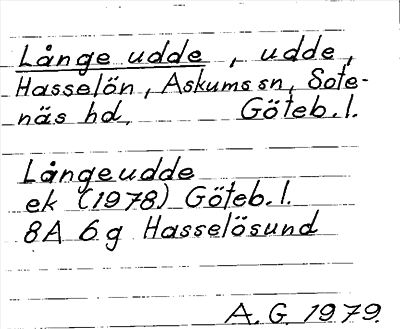 Långe udde, udde,
Hasselön, Askums sn, Sote-
näs hd, Göteb.l.
Långeudde
ek (1978) Göteb.l.
8A 6g Hasselösund
A.G. 1979.